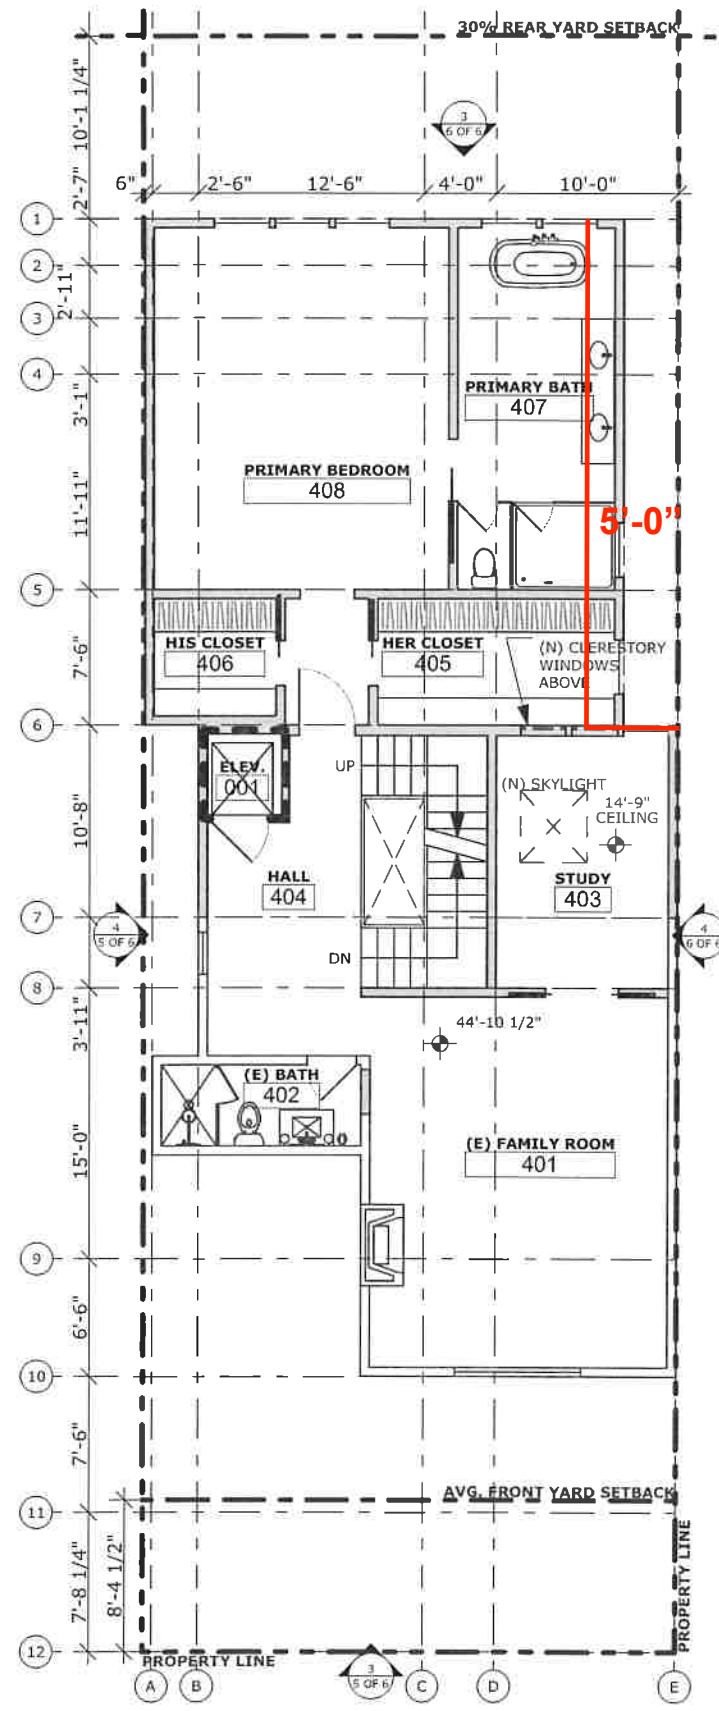 30% REAR YARD SETBACK
10'-1 1/4"
3
6 OF 6
2'-7"
6"
2'-6"
12'-6"
4'-0"
10'-0"
1
2
2'-11"
3
4
3'-1"
PRIMARY BATH
407
PRIMARY BEDROOM
408
11'-11"
5'-0"
5
HIS CLOSET
406
HER CLOSET
405
(N) CLERESTORY
WINDOWS
ABOVE
7'-6"
6
ELEV.
001
UP
(N) SKYLIGHT
14'-9"
CEILING
10'-8"
HALL
404
STUDY
403
7
4
5 OF 6
4
6 OF 6
DN
8
3'-11"
44'-10 1/2"
(E) BATH
402
(E) FAMILY ROOM
401
15'-0"
9
6'-6"
10
7'-6"
AVG. FRONT YARD SETBACK
11
7'-8 1/4"
8'-4 1/2"
PROPERTY LINE
12
PROPERTY LINE
3
5 OF 6
A
B
C
D
E